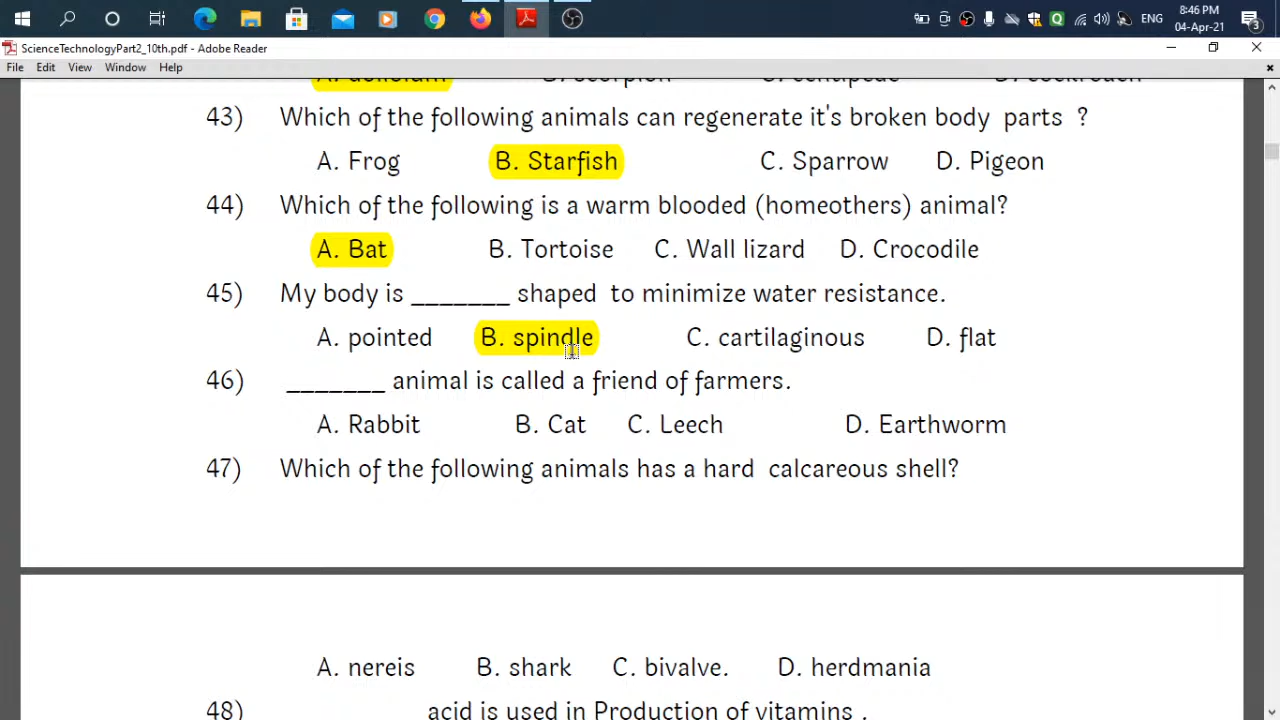 8:46 PM
ENG
04-Apr-21
3
ScienceTechnologyPart2_10th.pdf - Adobe Reader
File Edit View Window Help
43) Which of the following animals can regenerate it's broken body parts ?
A. Frog B. Starfish C. Sparrow D. Pigeon
44) Which of the following is a warm blooded (homeothers) animal?
A. Bat B. Tortoise C. Wall lizard D. Crocodile
45) My body is _______ shaped to minimize water resistance.
A. pointed B. spindle C. cartilaginous D. flat
46) _______ animal is called a friend of farmers.
A. Rabbit B. Cat C. Leech D. Earthworm
47) Which of the following animals has a hard calcareous shell?
A. nereis B. shark C. bivalve. D. herdmania
48) acid is used in Production of vitamins .